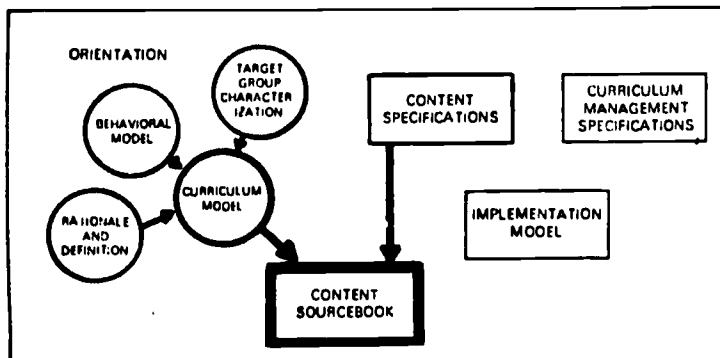 ORIENTATION
TARGET
GROUP
CHARACTER
IZATION
BEHAVIORAL
MODEL
CURRICULUM
MODEL
RATIONALE
AND
DEFINITION
CONTENT
SPECIFICATIONS
CURRICULUM
MANAGEMENT
SPECIFICATIONS
IMPLEMENTATION
MODEL
CONTENT
SOURCEBOOK